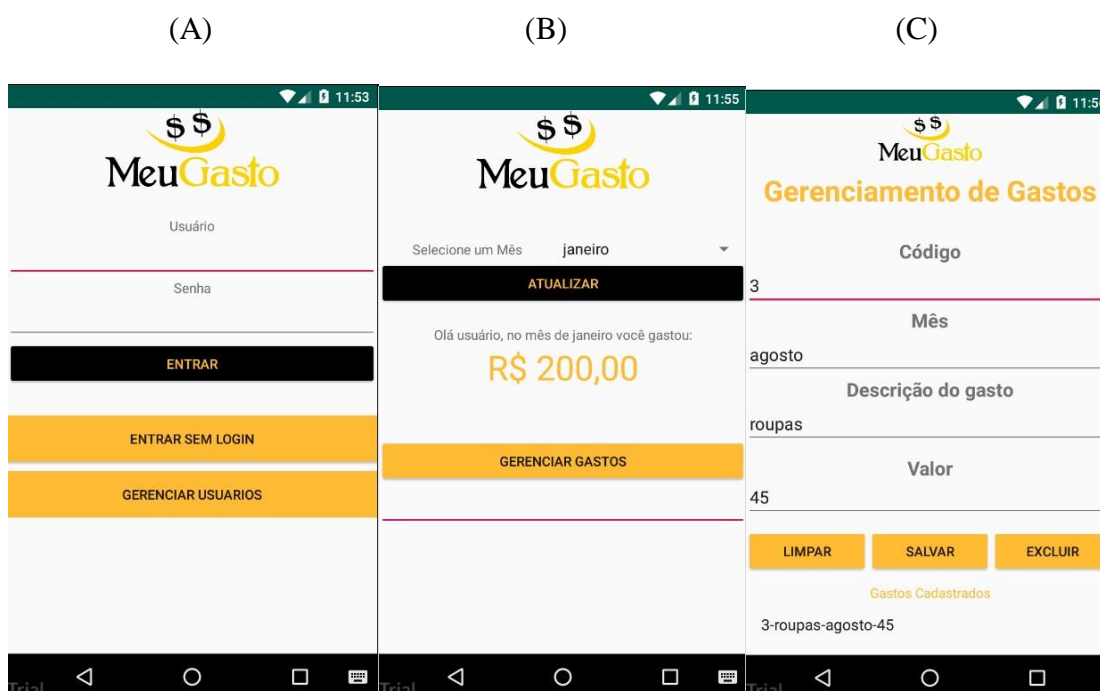 (A)
(B)
(C)
11:53
$ $
MeuGasto
Usuário
Senha
ENTRAR
ENTRAR SEM LOGIN
GERENCIAR USUARIOS
Trial
11:55
$ $
MeuGasto
Selecione um Mês janeiro
ATUALIZAR
Olá usuário, no mês de janeiro você gastou:
R$ 200,00
GERENCIAR GASTOS
Trial
$ $
MeuGasto
Gerenciamento de Gastos
Código
3
Mês
agosto
Descrição do gasto
roupas
Valor
45
LIMPAR SALVAR EXCLUIR
Gastos Cadastrados
3-roupas-agosto-45
Trial